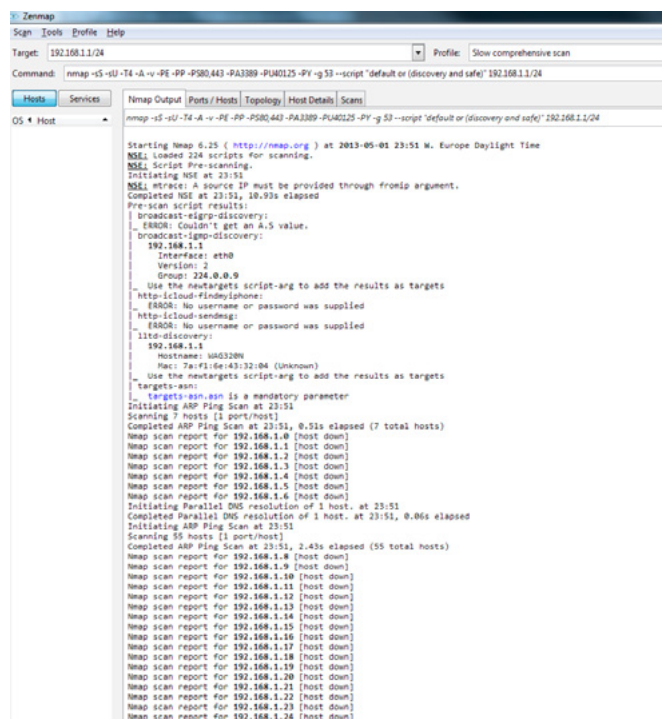 Zenmap
Scan Tools Profile Help
Target: 192.168.1.1/24 Profile: Slow comprehensive scan
Command: nmap -sS -sU -T4 -A -v -PE -PP -PS80,443 -PA3389 -PU40125 -PY -g 53 --script "default or (discovery and safe)" 192.168.1.1/24
Hosts Services Nmap Output Ports / Hosts Topology Host Details Scans
OS Host
nmap -sS -sU -T4 -A -v -PE -PP -PS80,443 -PA3389 -PU40125 -PY -g 53 --script "default or (discovery and safe)" 192.168.1.1/24
Starting Nmap 6.25 ( http://nmap.org ) at 2013-05-01 23:51 W. Europe Daylight Time
NSE: Loaded 224 scripts for scanning.
NSE: Script Pre-scanning.
Initiating NSE at 23:51
NSE: mtrace: A source IP must be provided through fromip argument.
Completed NSE at 23:51, 10.93s elapsed
Pre-scan script results:
| broadcast-eigrp-discovery:
|_ ERROR: Couldn't get an A.S value.
| broadcast-igmp-discovery:
| 192.168.1.1
| Interface: eth0
| Version: 2
| Group: 224.0.0.9
|_ Use the newtargets script-arg to add the results as targets
| http-icloud-findmyiphone:
|_ ERROR: No username or password was supplied
| http-icloud-sendmsg:
|_ ERROR: No username or password was supplied
| lltd-discovery:
| 192.168.1.1
| Hostname: WAG320N
| Mac: 7a:f1:6e:43:32:04 (Unknown)
|_ Use the newtargets script-arg to add the results as targets
| targets-asn:
|_ targets-asn.asn is a mandatory parameter
Initiating ARP Ping Scan at 23:51
Scanning 7 hosts [1 port/host]
Completed ARP Ping Scan at 23:51, 0.51s elapsed (7 total hosts)
Nmap scan report for 192.168.1.0 [host down]
Nmap scan report for 192.168.1.1 [host down]
Nmap scan report for 192.168.1.2 [host down]
Nmap scan report for 192.168.1.3 [host down]
Nmap scan report for 192.168.1.4 [host down]
Nmap scan report for 192.168.1.5 [host down]
Nmap scan report for 192.168.1.6 [host down]
Initiating Parallel DNS resolution of 1 host. at 23:51
Completed Parallel DNS resolution of 1 host. at 23:51, 0.06s elapsed
Initiating ARP Ping Scan at 23:51
Scanning 55 hosts [1 port/host]
Completed ARP Ping Scan at 23:51, 2.43s elapsed (55 total hosts)
Nmap scan report for 192.168.1.8 [host down]
Nmap scan report for 192.168.1.9 [host down]
Nmap scan report for 192.168.1.10 [host down]
Nmap scan report for 192.168.1.11 [host down]
Nmap scan report for 192.168.1.12 [host down]
Nmap scan report for 192.168.1.13 [host down]
Nmap scan report for 192.168.1.14 [host down]
Nmap scan report for 192.168.1.15 [host down]
Nmap scan report for 192.168.1.16 [host down]
Nmap scan report for 192.168.1.17 [host down]
Nmap scan report for 192.168.1.18 [host down]
Nmap scan report for 192.168.1.19 [host down]
Nmap scan report for 192.168.1.20 [host down]
Nmap scan report for 192.168.1.21 [host down]
Nmap scan report for 192.168.1.22 [host down]
Nmap scan report for 192.168.1.23 [host down]
Nmap scan report for 192.168.1.24 [host down]